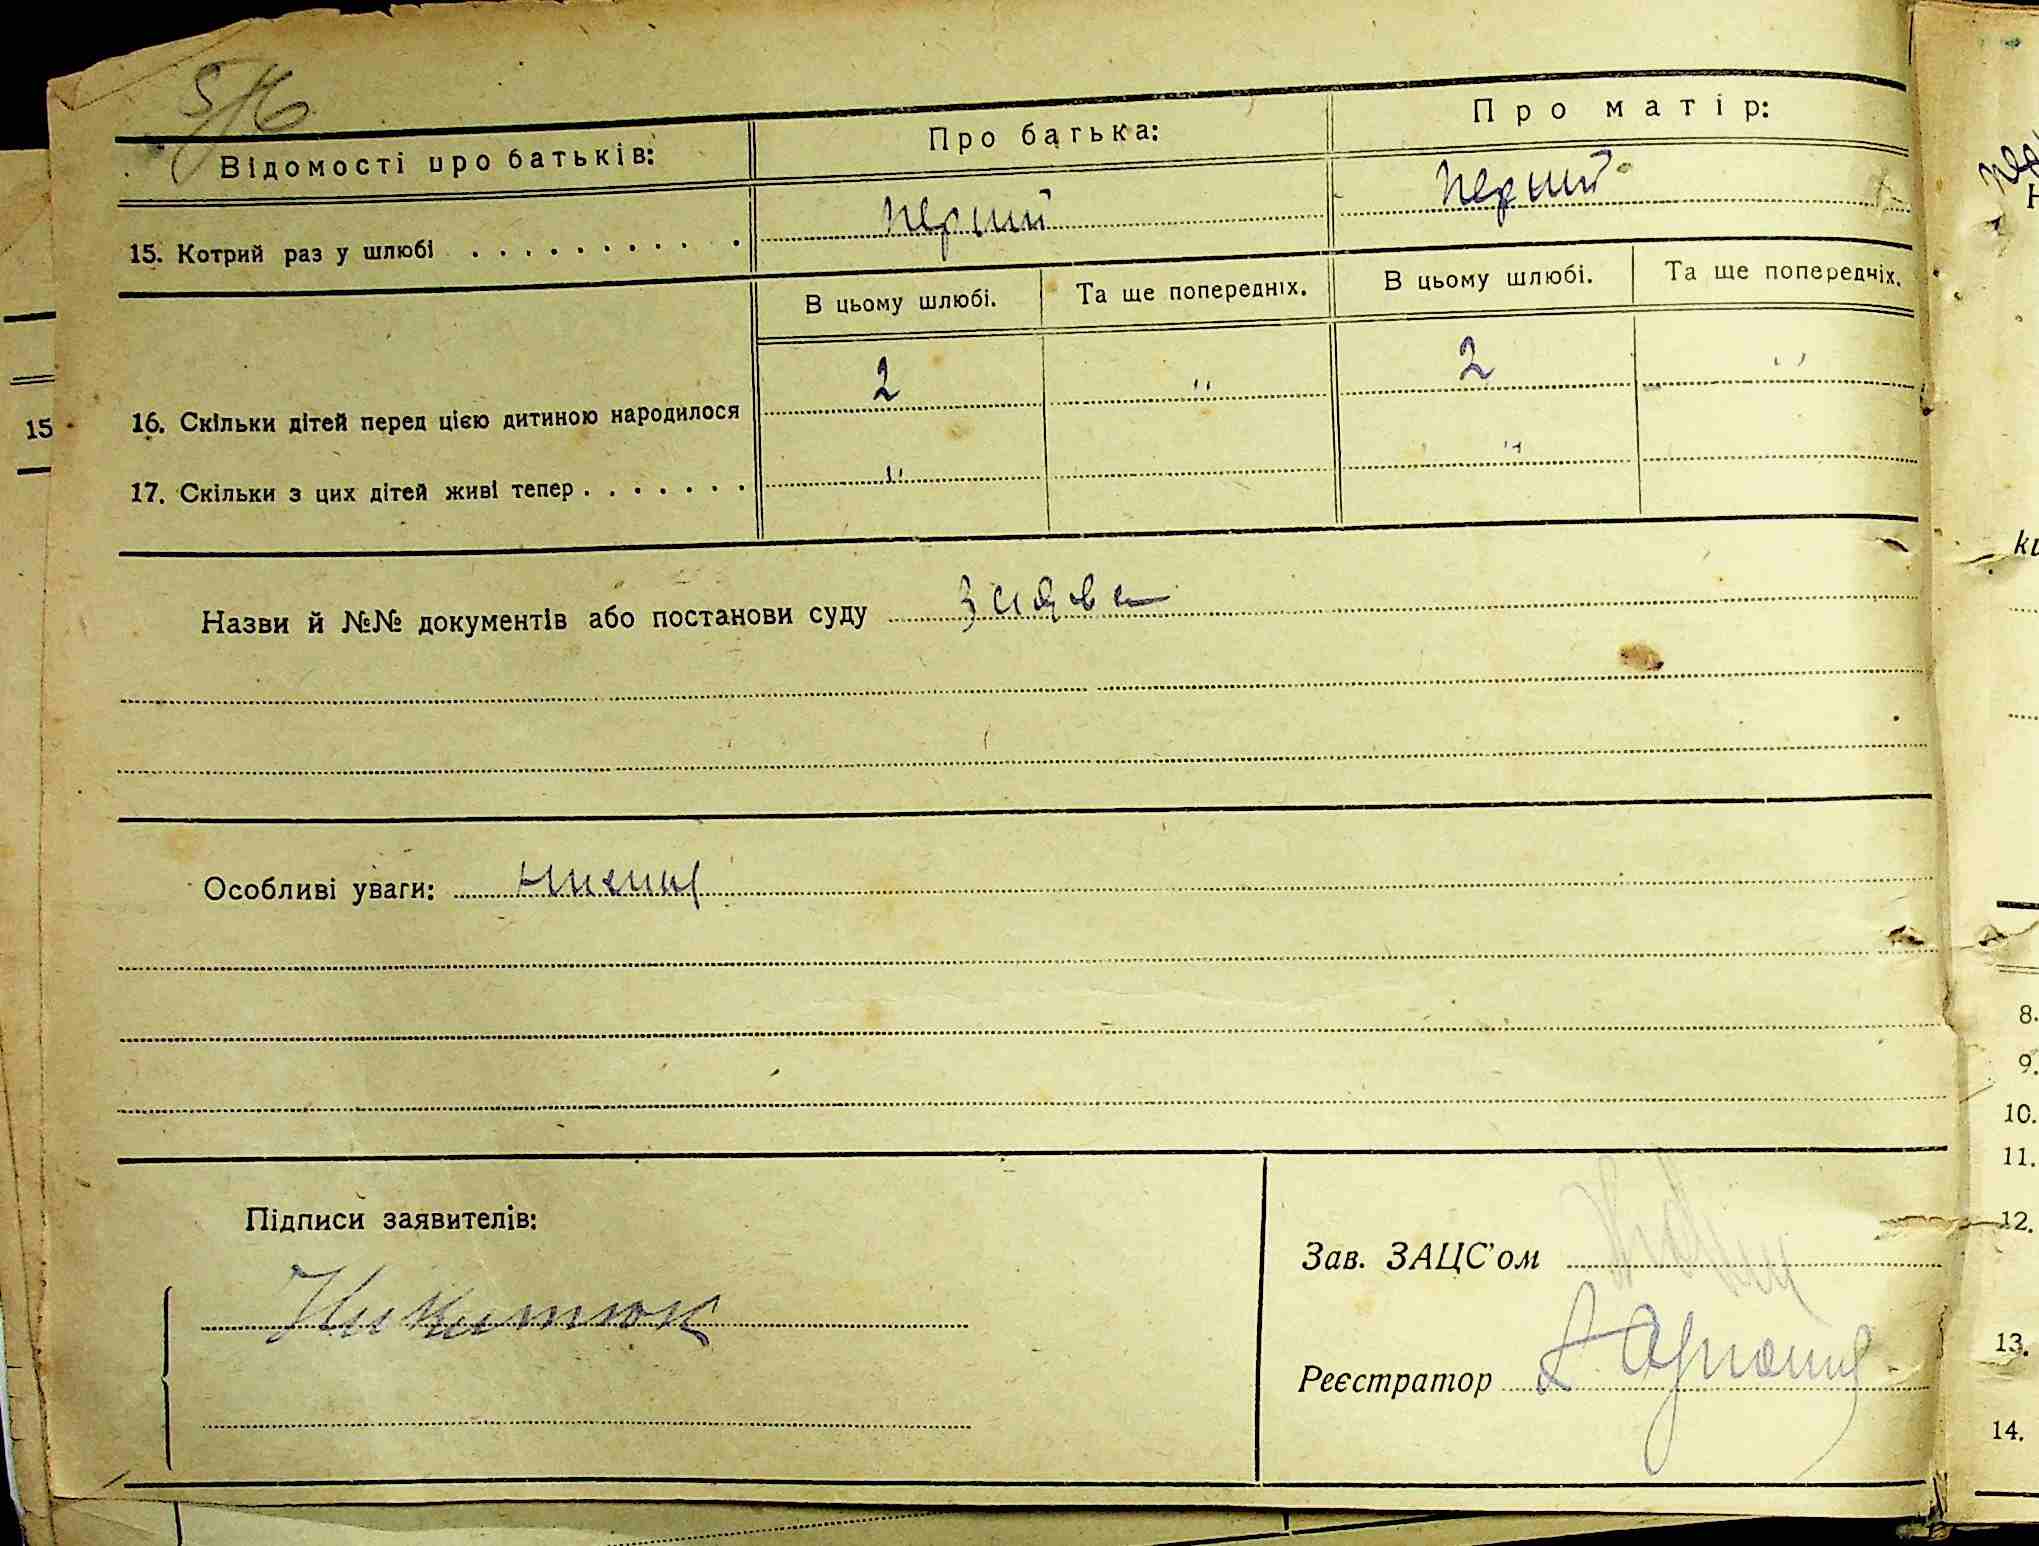 Відомості про батьків: Про батька: Про матір:
15. Котрий раз у шлюбі . . . . . . . . . . перший перший
В цьому шлюбі. Та ще попередніх. В цьому шлюбі. Та ще попередніх.
16. Скільки дітей перед цією дитиною народилося 2 " 2 "
17. Скільки з цих дітей живі тепер . . . . . . . " "
Назви й №№ документів або постанови суду заява
Особливі уваги:
Підписи заявителів:
Зав. ЗАЦС'ом
Никитюк
Реєстратор
15
8.
9.
10.
11.
12.
13.
14.